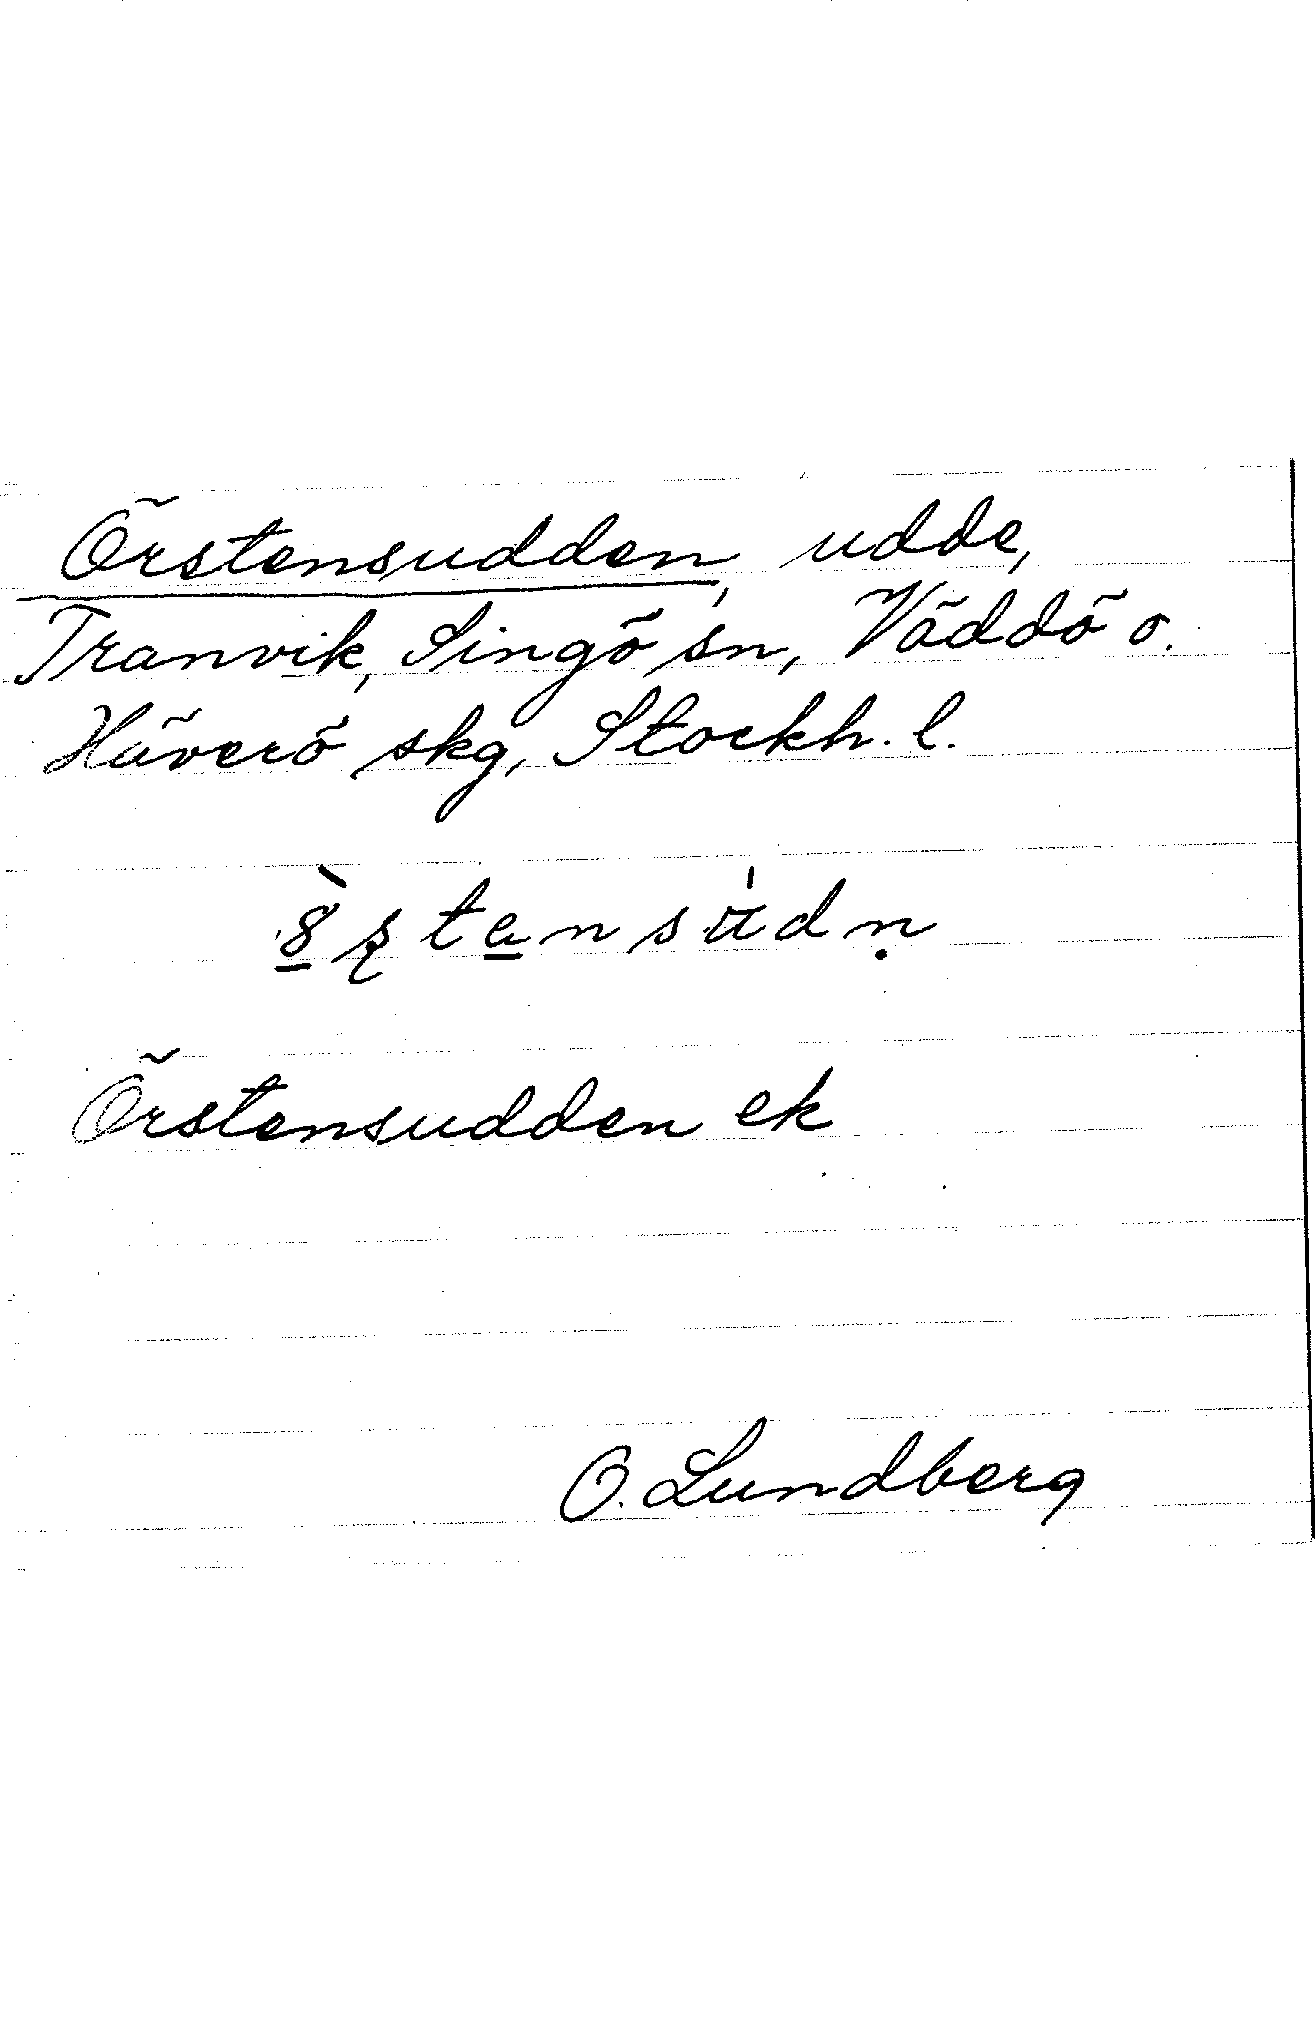 Örstensudden, udde,
Tranvik, Singö sn, Väddö o.
Häverö skg, Stockh. l.
Örstensudden ek
O. Lundberg